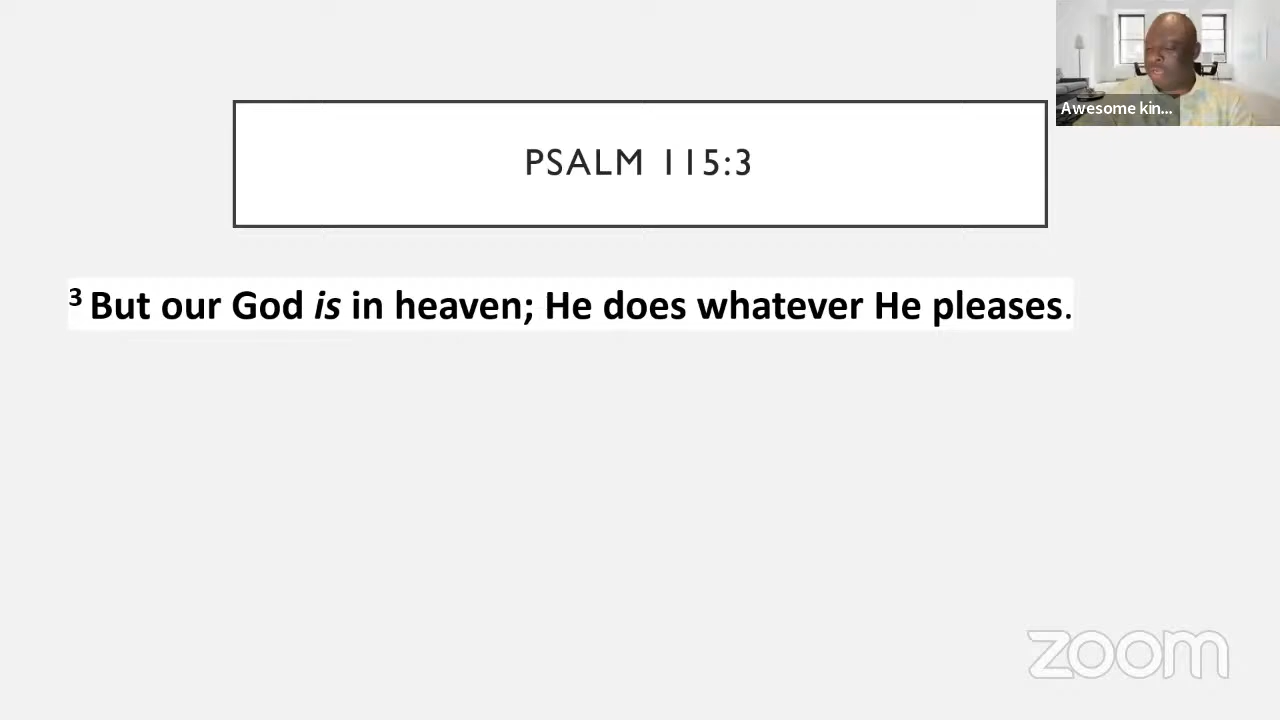 PSALM 115:3
Awesome kin...
3 But our God is in heaven; He does whatever He pleases.
zoom